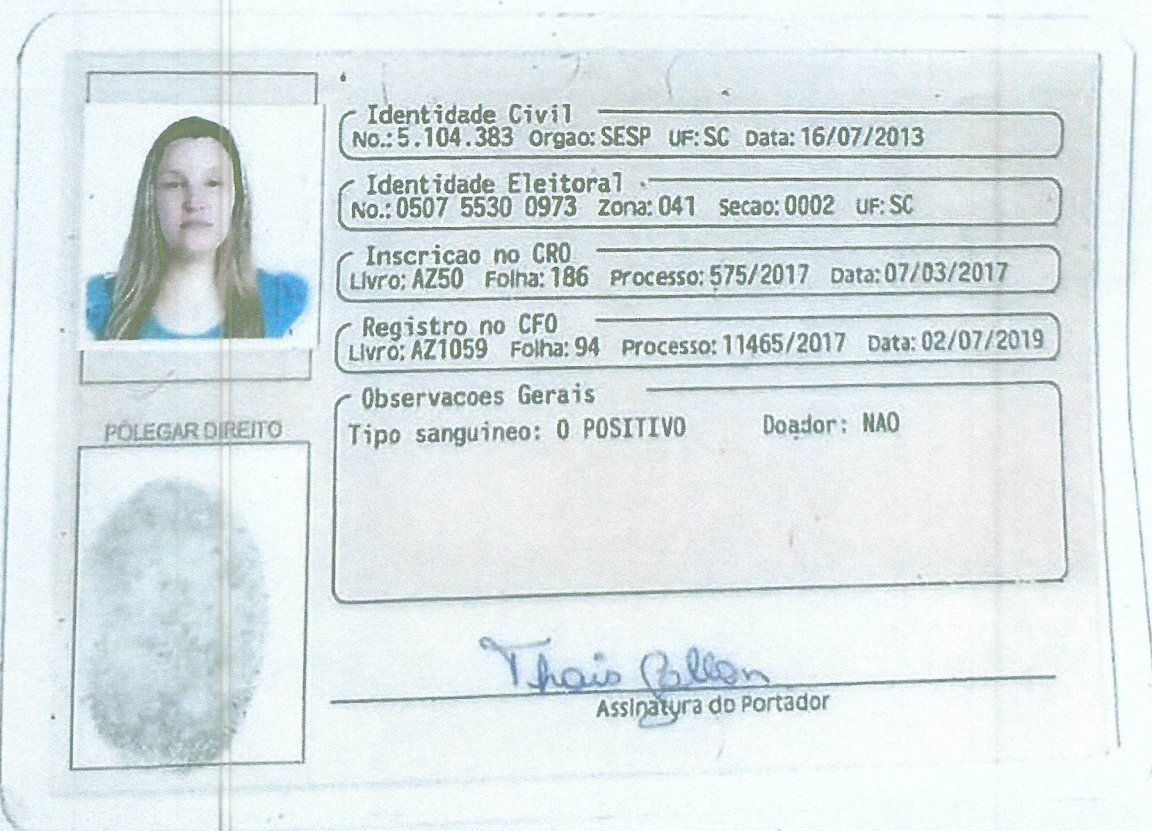 Identidade Civil
No.: 5.104.383 Orgao: SESP UF: SC Data: 16/07/2013
Identidade Eleitoral
No.: 0507 5530 0973 Zona: 041 Secao: 0002 UF: SC
Inscricao no CRO
Livro: AZ50 Folha: 186 Processo: 575/2017 Data: 07/03/2017
Registro no CFO
Livro: AZ1059 Folha: 94 Processo: 11465/2017 Data: 02/07/2019
Observacoes Gerais
Tipo sanguineo: O POSITIVO Doador: NAO
POLEGAR DIREITO
Thais
Assinatura do Portador